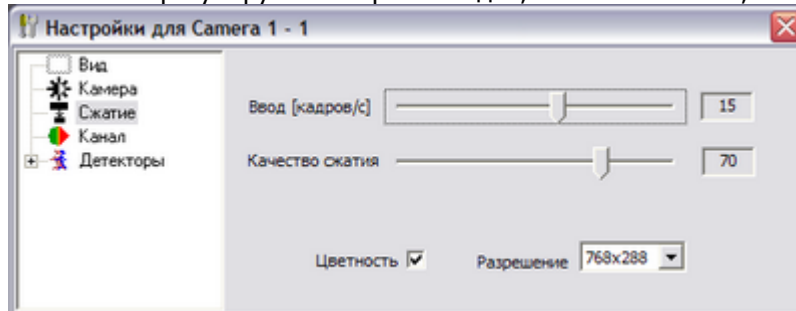 Настройки для Camera 1 - 1
Вид
Камера
Сжатие
Канал
Детекторы
Ввод [кадров/с] 15
Качество сжатия 70
Цветность Разрешение 768x288